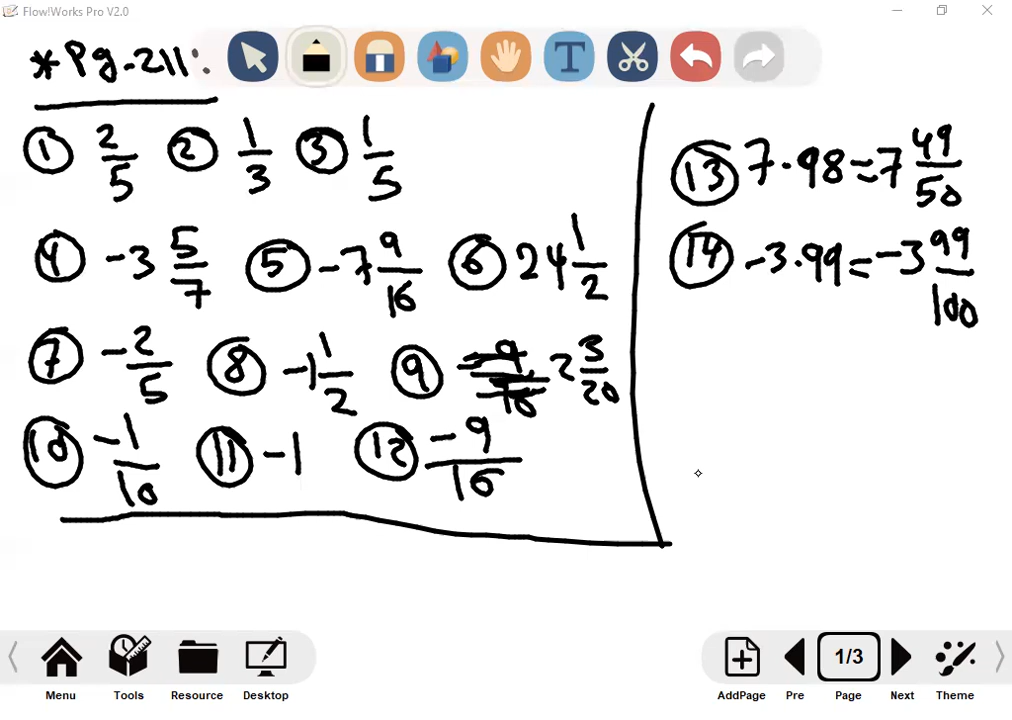 Flow!Works Pro V2.0
* Pg-211:
① 2/5 ② 1/3 ③ 1/5
④ -3 5/7 ⑤ -7 9/16 ⑥ 24 1/2
⑦ -2/5 ⑧ -1 1/2 ⑨ 2 3/20
⑩ -1/10 ⑪ -1 ⑫ -9/16
⑬ 7.98=7 49/50
⑭ -3.99=-3 99/100
1/3
Menu Tools Resource Desktop AddPage Pre Page Next Theme